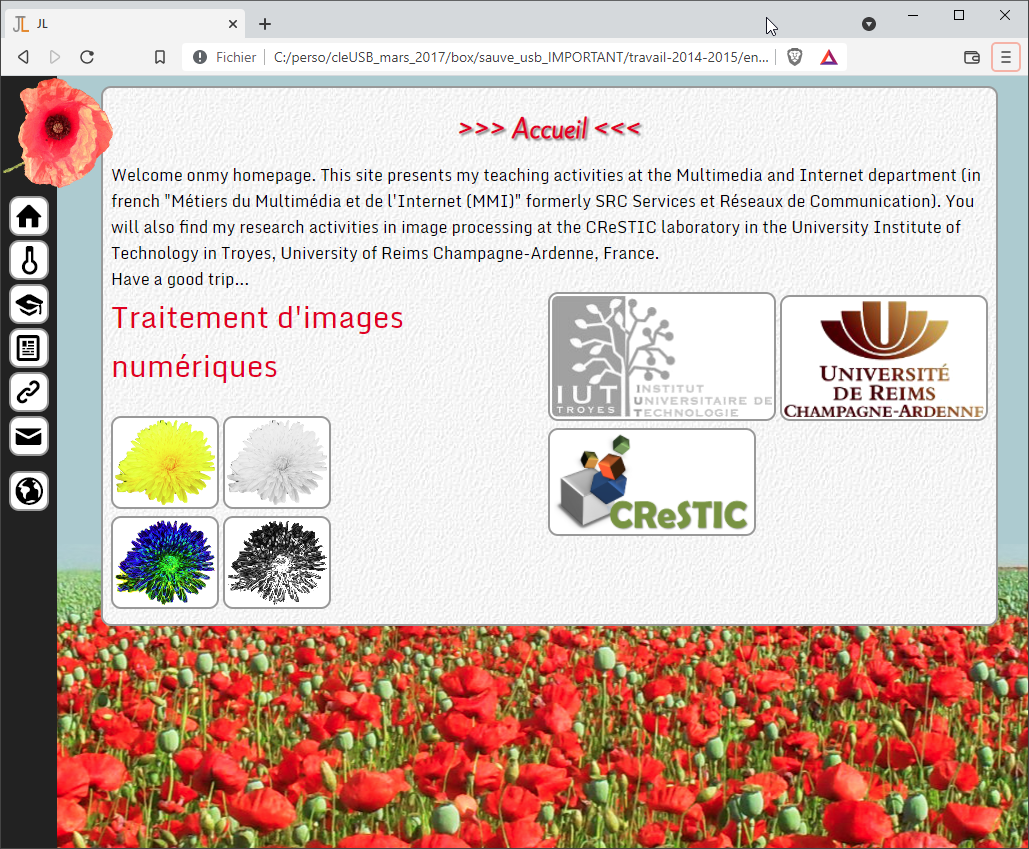 JL
JL
Fichier
C:/perso/cleUSB_mars_2017/box/sauve_usb_IMPORTANT/travail-2014-2015/en...
>>> Accueil <<<
Welcome onmy homepage. This site presents my teaching activities at the Multimedia and Internet department (in
french "Métiers du Multimédia et de l'Internet (MMI)" formerly SRC Services et Réseaux de Communication). You
will also find my research activities in image processing at the CReSTIC laboratory in the University Institute of
Technology in Troyes, University of Reims Champagne-Ardenne, France.
Have a good trip...
Traitement d'images
numériques
IUT
TROYES
INSTITUT
UNIVERSITAIRE DE
TECHNOLOGIE
UNIVERSITÉ
DE REIMS
CHAMPAGNE-ARDENNE
CReSTIC